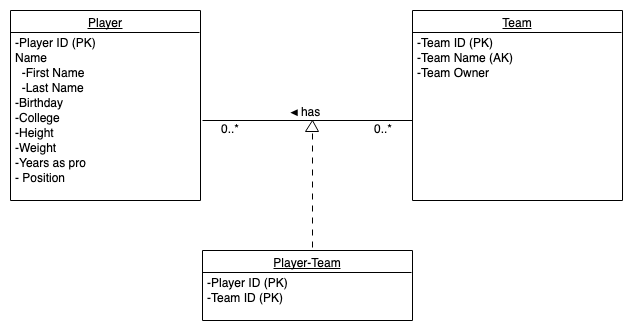 Player
-Player ID (PK)
Name
-First Name
-Last Name
-Birthday
-College
-Height
-Weight
-Years as pro
- Position
Team
-Team ID (PK)
-Team Name (AK)
-Team Owner
◄ has
0..*
0..*
Player-Team
-Player ID (PK)
-Team ID (PK)